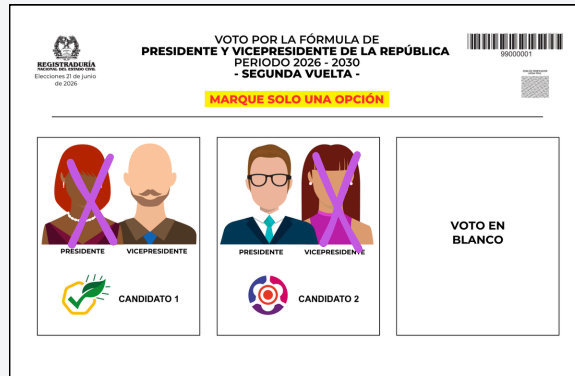 VOTO POR LA FÓRMULA DE
PRESIDENTE Y VICEPRESIDENTE DE LA REPÚBLICA
PERIODO 2026 - 2030
- SEGUNDA VUELTA -
REGISTRADURÍA
NACIONAL DEL ESTADO CIVIL
Elecciones 21 de junio
de 2026
99000001
MARQUE SOLO UNA OPCIÓN
PRESIDENTE VICEPRESIDENTE
CANDIDATO 1
PRESIDENTE VICEPRESIDENTE
CANDIDATO 2
VOTO EN
BLANCO